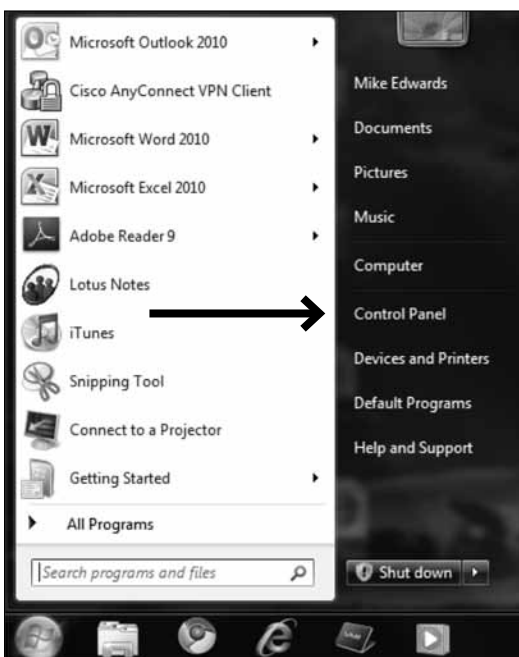 Microsoft Outlook 2010
Cisco AnyConnect VPN Client
Microsoft Word 2010
Microsoft Excel 2010
Adobe Reader 9
Lotus Notes
iTunes
Snipping Tool
Connect to a Projector
Getting Started
All Programs
Search programs and files
Mike Edwards
Documents
Pictures
Music
Computer
Control Panel
Devices and Printers
Default Programs
Help and Support
Shut down